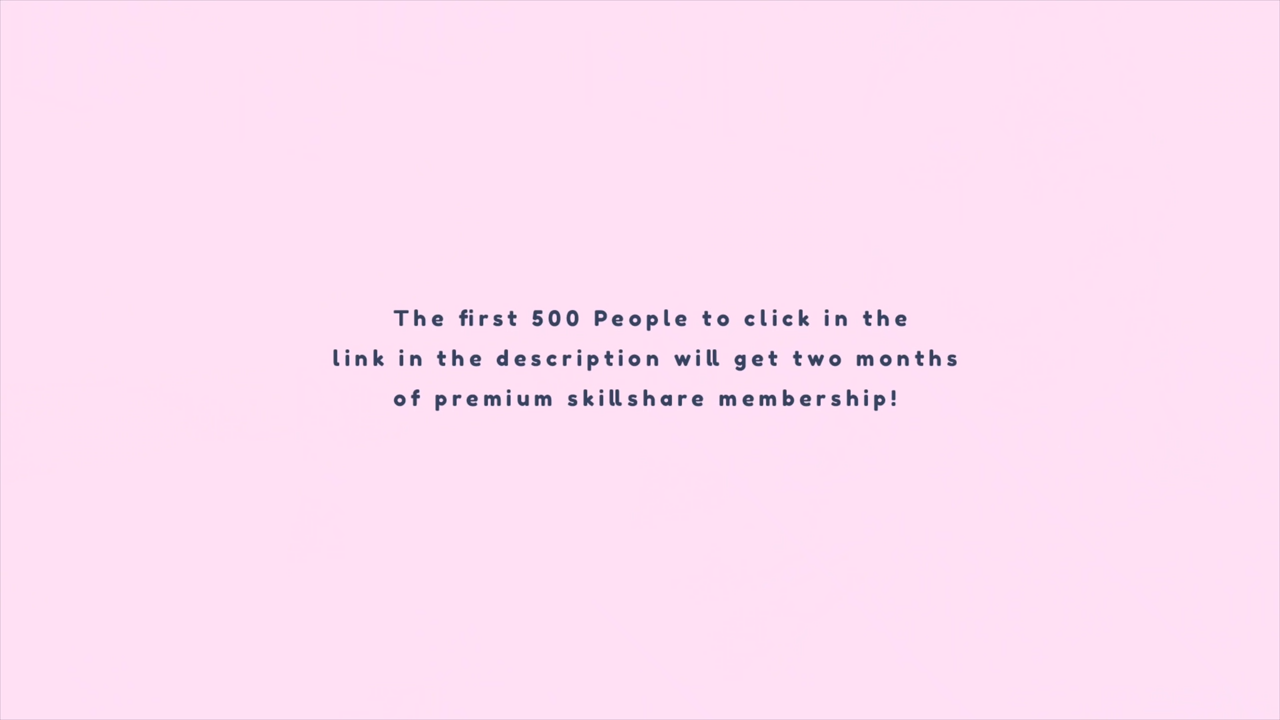 The first 500 People to click in the
link in the description will get two months
of premium skillshare membership!